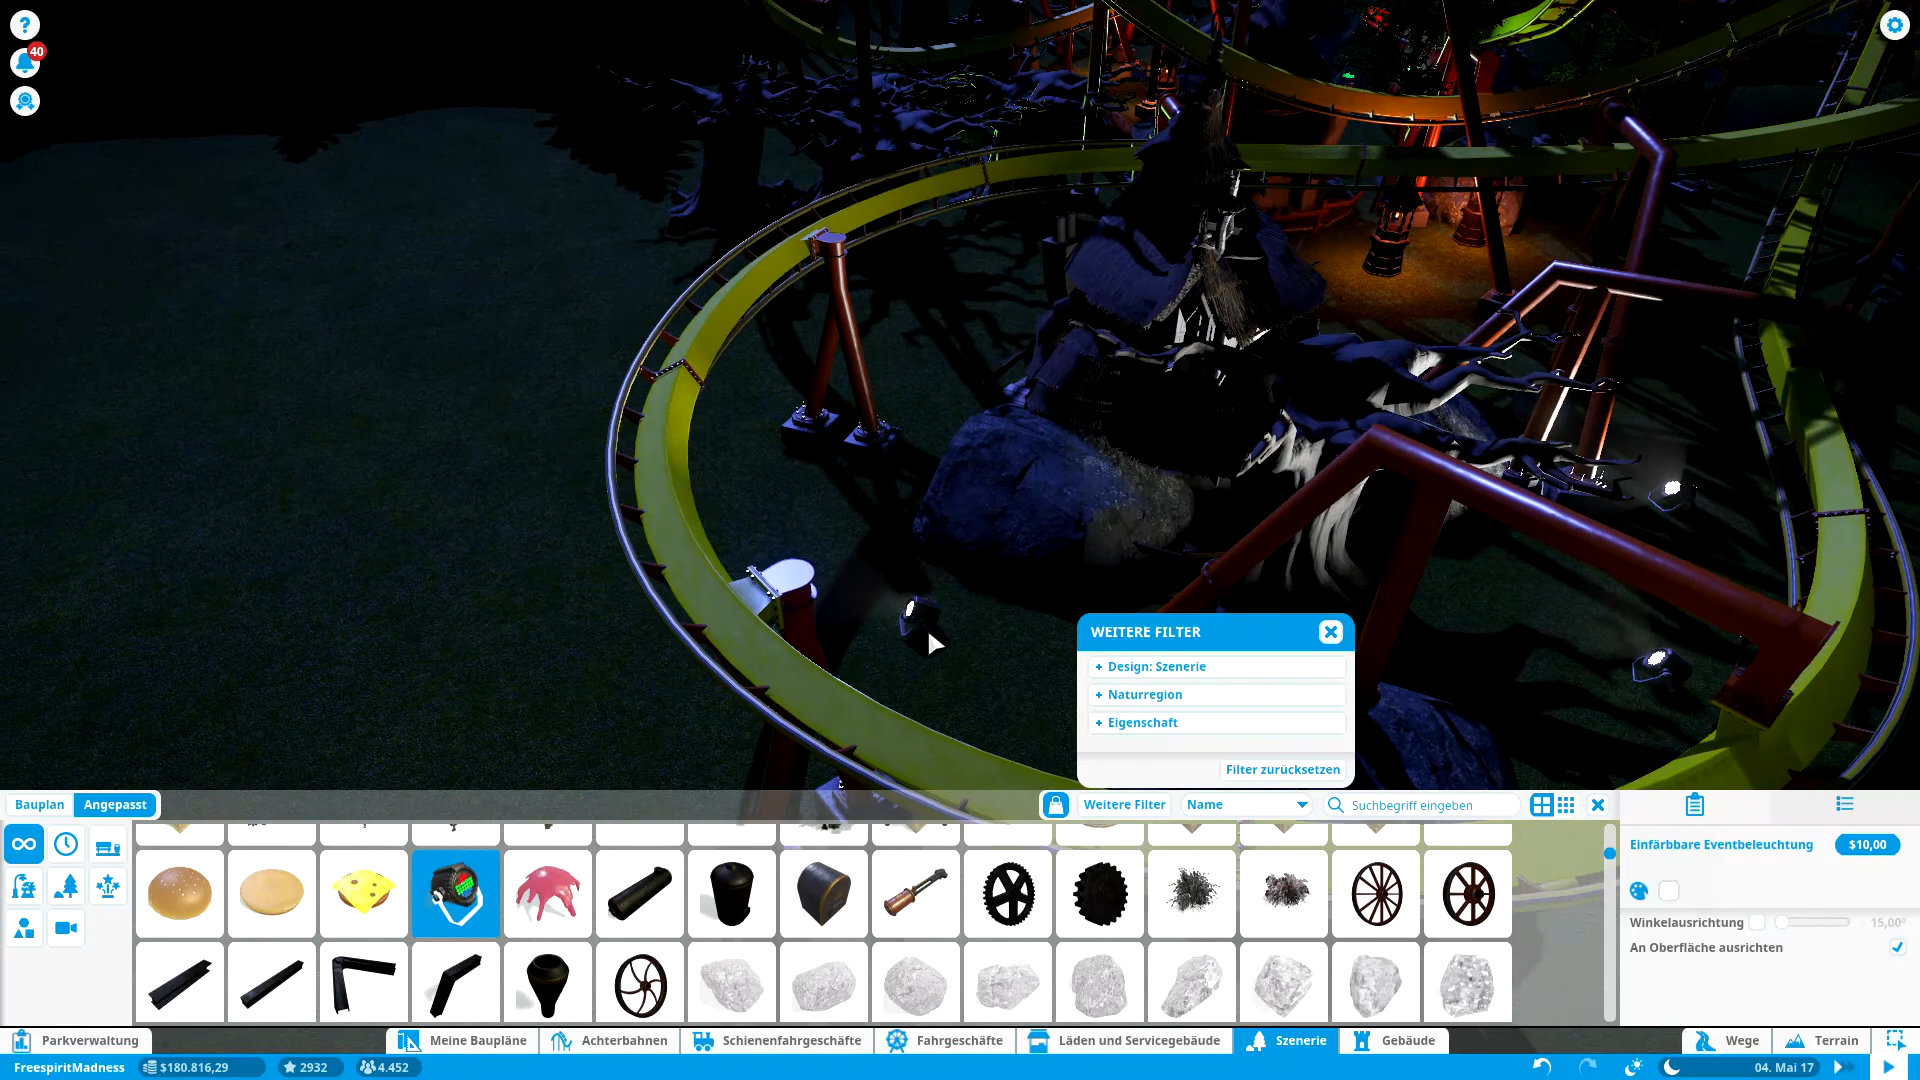 ?
40
WEITERE FILTER
+ Design: Szenerie
+ Naturregion
+ Eigenschaft
Filter zurücksetzen
Bauplan Angepasst
Weitere Filter Name Suchbegriff eingeben
Einfärbbare Eventbeleuchtung $10,00
Winkelausrichtung 15,00°
An Oberfläche ausrichten
Parkverwaltung Meine Baupläne Achterbahnen Schienenfahrgeschäfte Fahrgeschäfte Läden und Servicegebäude Szenerie Gebäude Wege Terrain
FreespiritMadness $180.816,29 2932 4.452 04. Mai 17